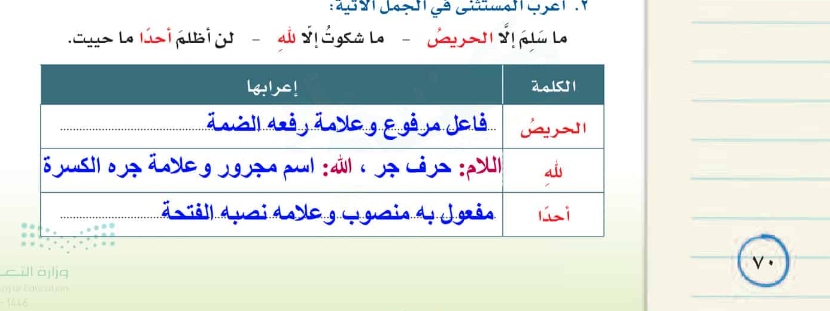 ٢. أعرب المستثنى في الجمل الآتية:
ما سَلِمَ إلَّا الحريصُ - ما شكوتُ إلّا للهِ - لن أظلمَ أحدًا ما حييت.
الكلمة إعرابها
الحريصُ فاعل مرفوع وعلامة رفعه الضمة
للهِ اللام: حرف جر ، الله: اسم مجرور وعلامة جره الكسرة
أحدًا مفعول به منصوب وعلامه نصبه الفتحة
٧٠
وزارة التعـ
1446